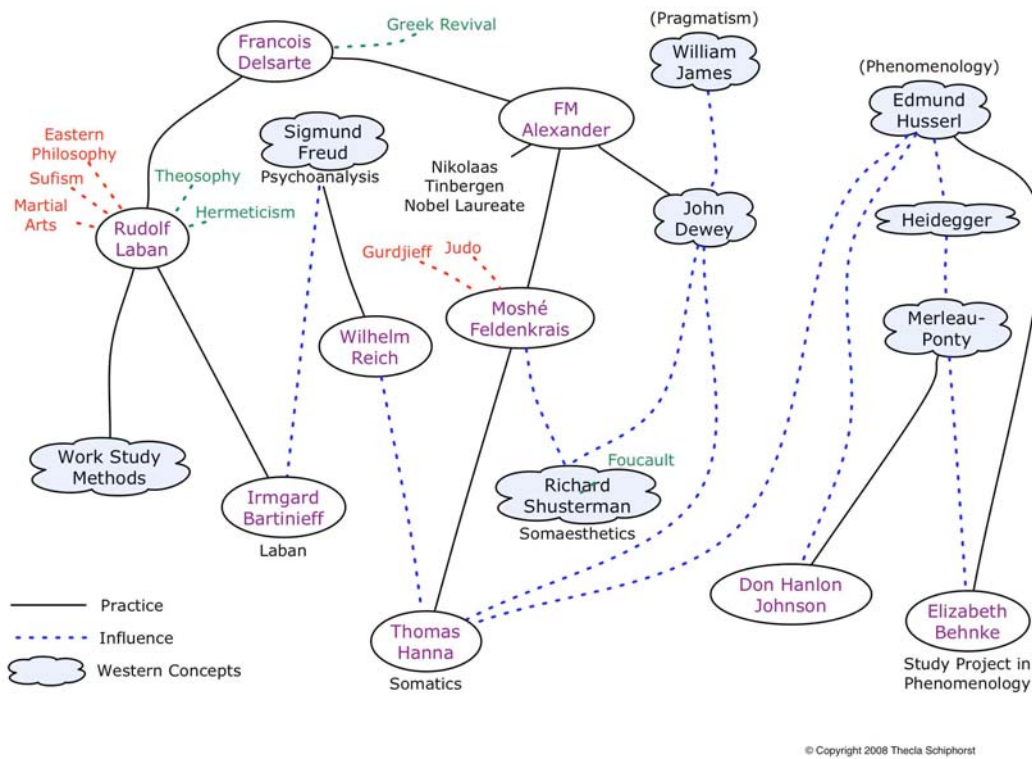 Greek Revival
(Pragmatism)
Francois
Delsarte
William
James
(Phenomenology)
Edmund
Husserl
FM
Alexander
Sigmund
Freud
Psychoanalysis
Eastern
Philosophy
Sufism
Martial
Arts
Theosophy
Hermeticism
Rudolf
Laban
Nikolaas
Tinbergen
Nobel Laureate
John
Dewey
Heidegger
Gurdjieff
Judo
Moshé
Feldenkrais
Wilhelm
Reich
Merleau-
Ponty
Work Study
Methods
Foucault
Richard
Shusterman
Somaesthetics
Irmgard
Bartinieff
Laban
Don Hanlon
Johnson
Elizabeth
Behnke
Study Project in
Phenomenology
Thomas
Hanna
Somatics
Practice
Influence
Western Concepts
© Copyright 2008 Thecla Schiphorst